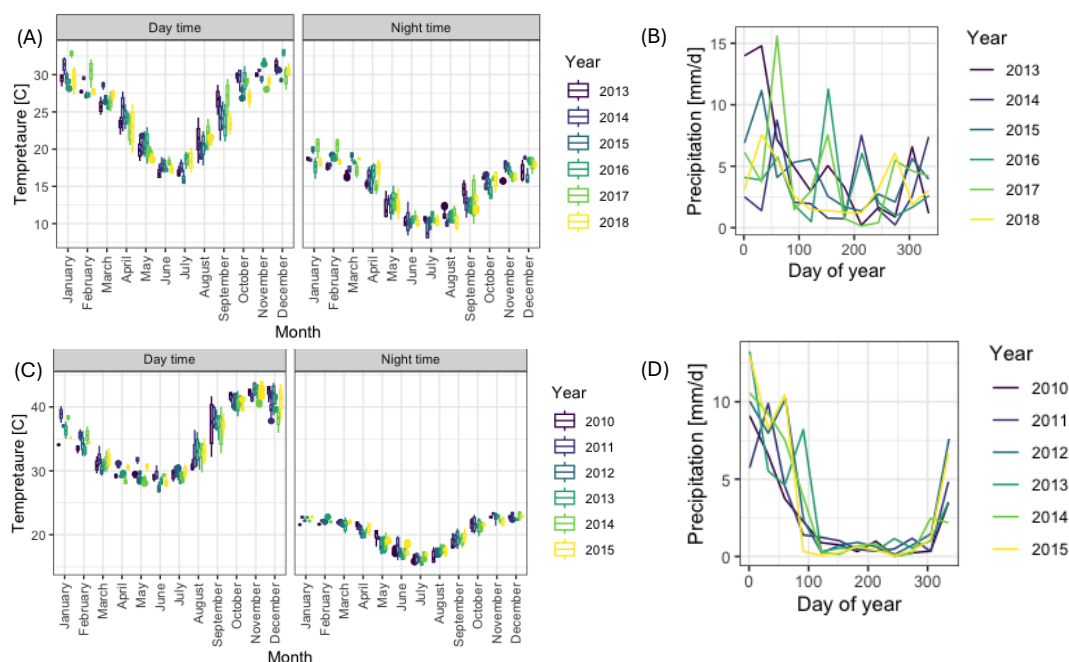 (A)
Day time
Night time
Tempretaure [C]
30
25
20
15
10
January
February
March
April
May
June
July
August
September
October
November
December
January
February
March
April
May
June
July
August
September
October
November
December
Month
Year
2013
2014
2015
2016
2017
2018
(B)
Precipitation [mm/d]
15
10
5
0
0
100
200
300
Day of year
Year
2013
2014
2015
2016
2017
2018
(C)
Day time
Night time
Tempretaure [C]
40
30
20
January
February
March
April
May
June
July
August
September
October
November
December
January
February
March
April
May
June
July
August
September
October
November
December
Month
Year
2010
2011
2012
2013
2014
2015
(D)
Precipitation [mm/d]
10
5
0
0
100
200
300
Day of year
Year
2010
2011
2012
2013
2014
2015